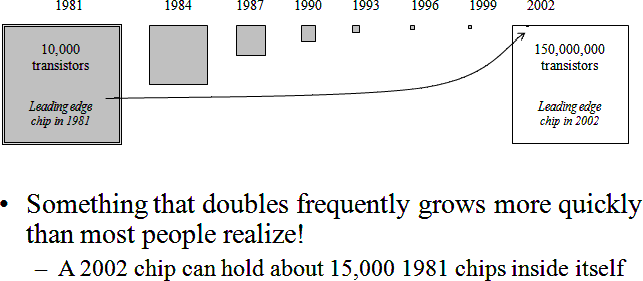 1981 1984 1987 1990 1993 1996 1999 2002
10,000
transistors
Leading edge
chip in 1981
150,000,000
transistors
Leading edge
chip in 2002
• Something that doubles frequently grows more quickly
than most people realize!
– A 2002 chip can hold about 15,000 1981 chips inside itself